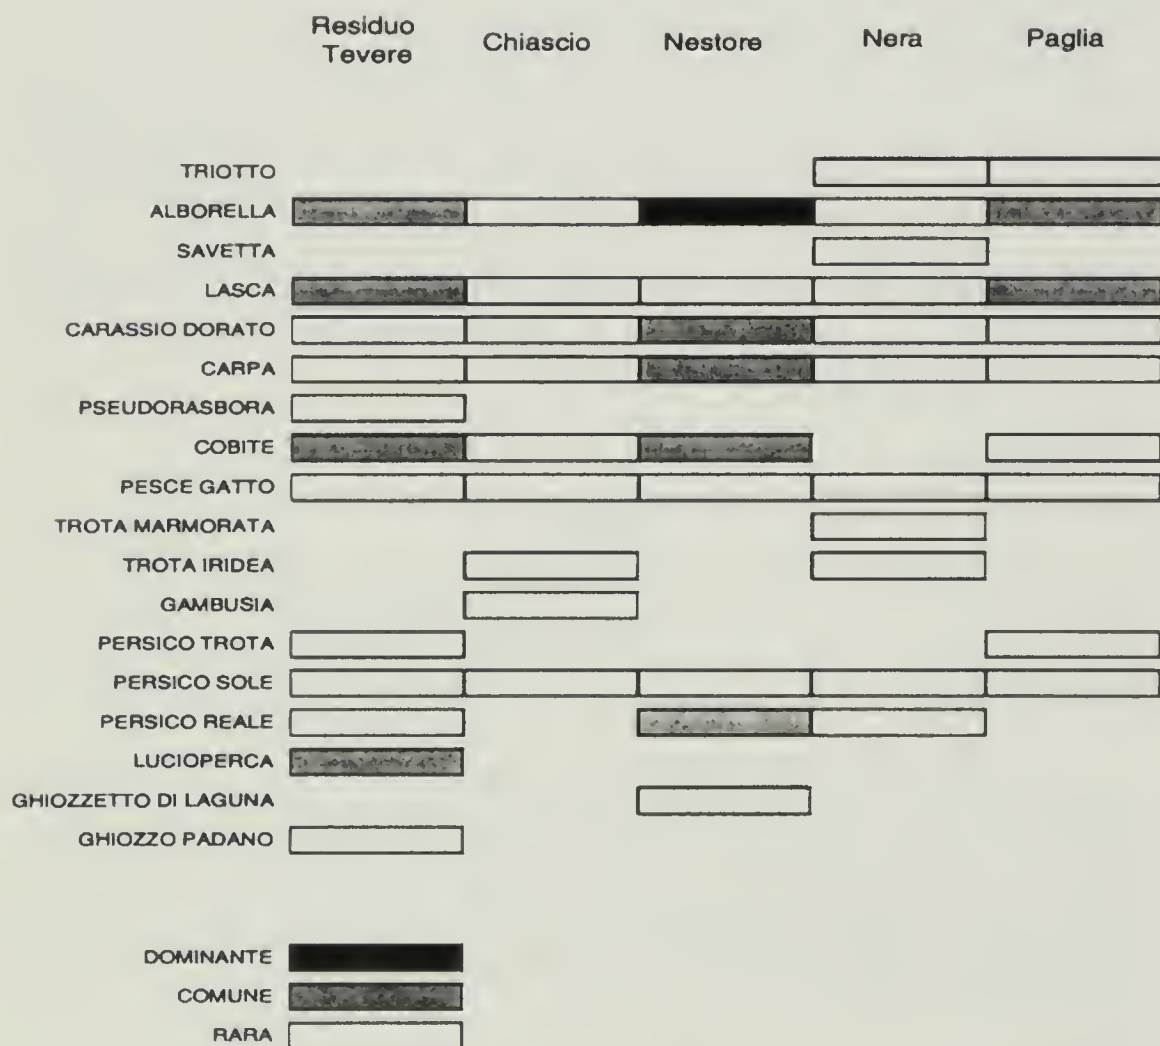 Residuo
Tevere Chiascio Nestore Nera Paglia
TRIOTTO
ALBORELLA
SAVETTA
LASCA
CARASSIO DORATO
CARPA
PSEUDORASBORA
COBITE
PESCE GATTO
TROTA MARMORATA
TROTA IRIDEA
GAMBUSIA
PERSICO TROTA
PERSICO SOLE
PERSICO REALE
LUCIOPERCA
GHIOZZETTO DI LAGUNA
GHIOZZO PADANO
DOMINANTE
COMUNE
RARA